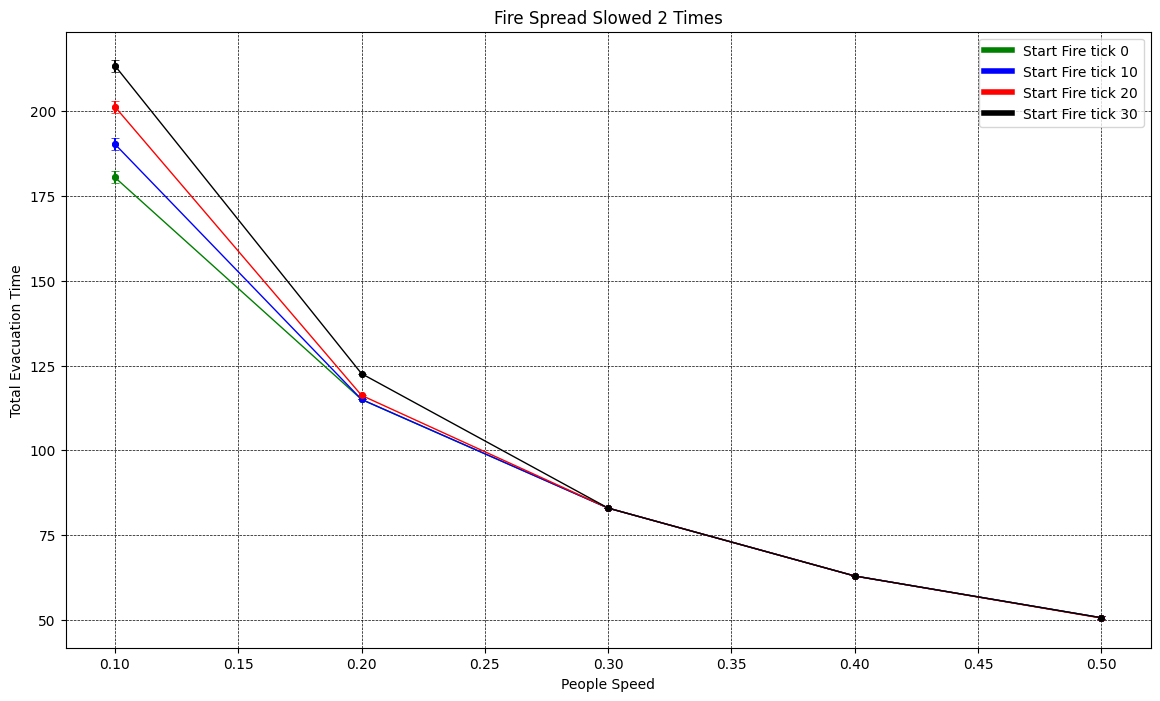 Fire Spread Slowed 2 Times
Start Fire tick 0
Start Fire tick 10
Start Fire tick 20
Start Fire tick 30
Total Evacuation Time
200
175
150
125
100
75
50
0.10 0.15 0.20 0.25 0.30 0.35 0.40 0.45 0.50
People Speed